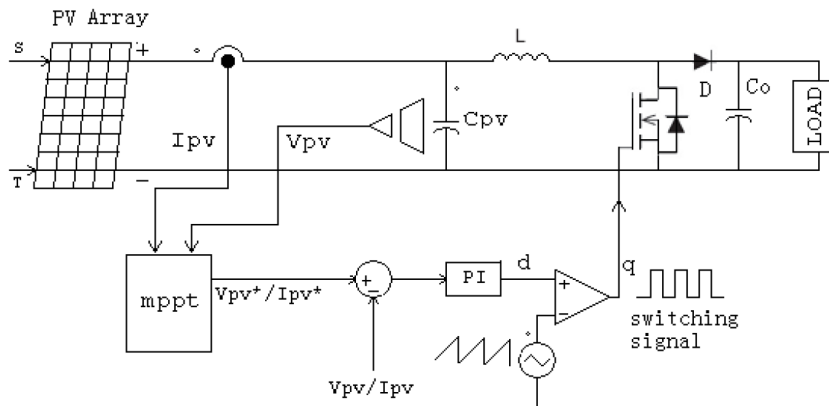 PV Array
S
+
L
D
Co
LOAD
Ipv
Vpv
Cpv
T
-
mppt
Vpv*/Ipv*
+
-
PI
d
+
-
q
switching
signal
Vpv/Ipv